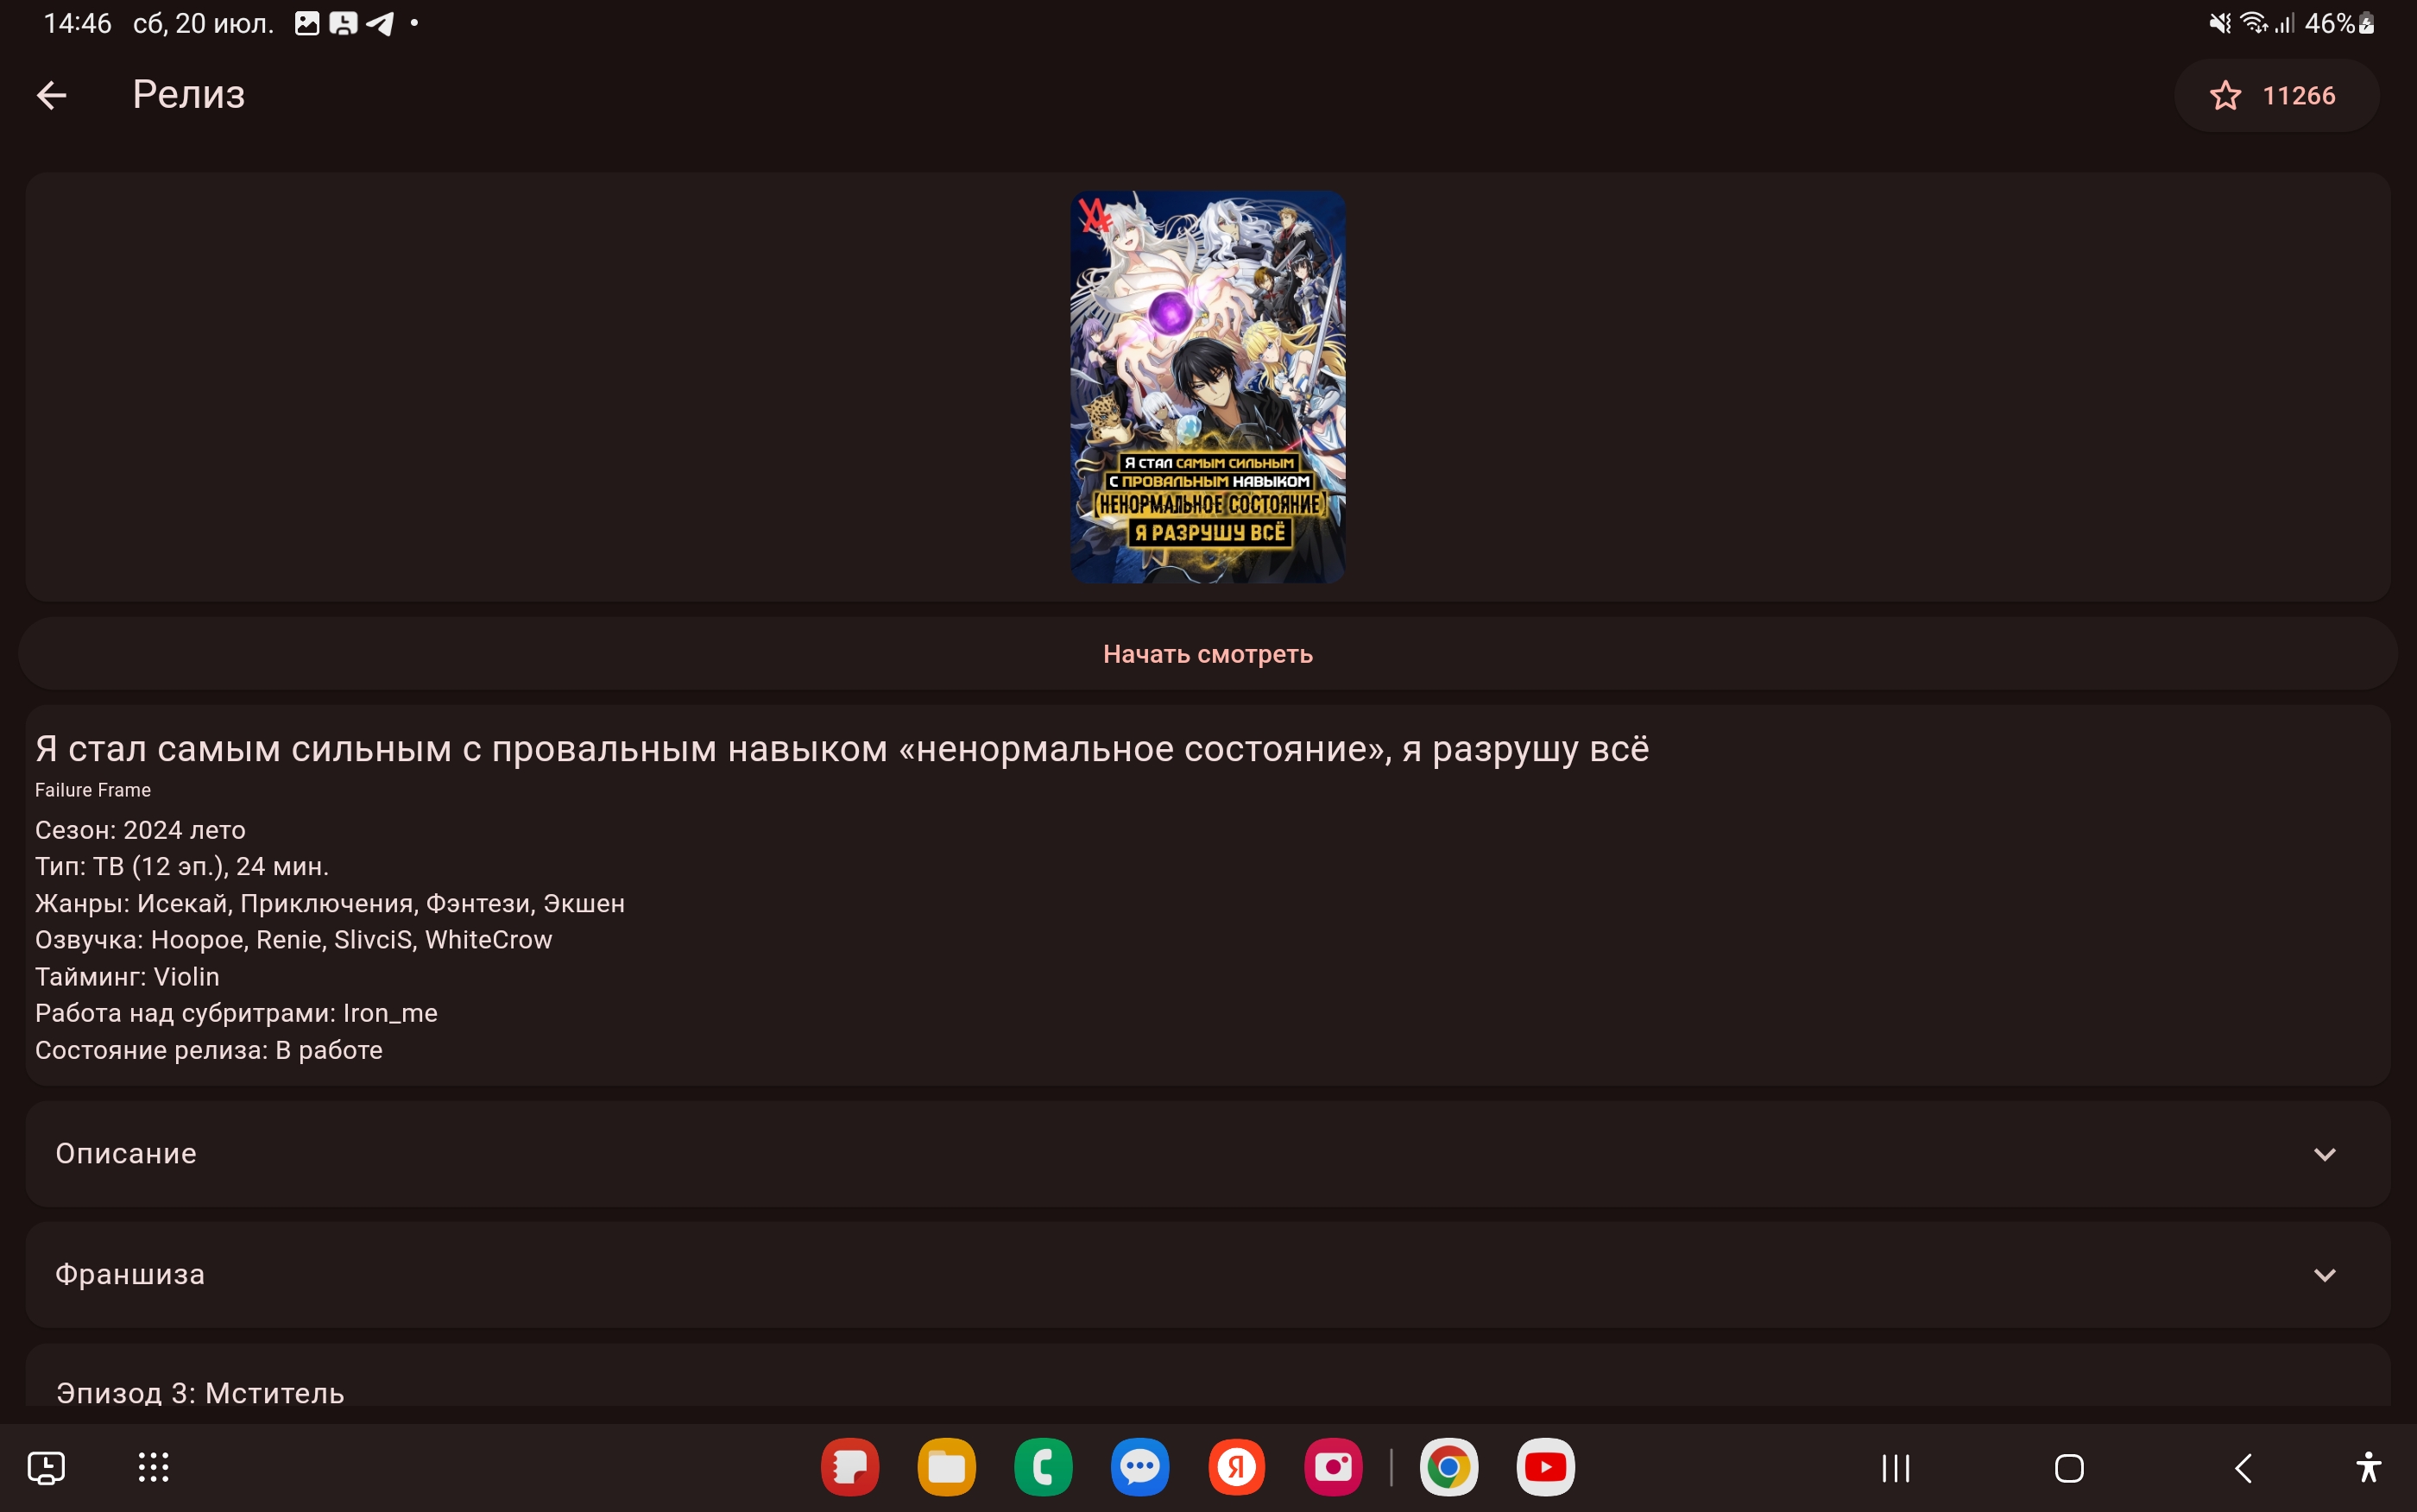 14:46 сб, 20 июл.
46%
Релиз
11266
Я СТАЛ САМЫМ СИЛЬНЫМ
С ПРОВАЛЬНЫМ НАВЫКОМ
[НЕНОРМАЛЬНОЕ СОСТОЯНИЕ]
Я РАЗРУШУ ВСЁ
Начать смотреть
Я стал самым сильным с провальным навыком «ненормальное состояние», я разрушу всё
Failure Frame
Сезон: 2024 лето
Тип: ТВ (12 эп.), 24 мин.
Жанры: Исекай, Приключения, Фэнтези, Экшен
Озвучка: Hoopoe, Renie, SlivciS, WhiteCrow
Тайминг: Violin
Работа над субритрами: Iron_me
Состояние релиза: В работе
Описание
Франшиза
Эпизод 3: Мститель
Я